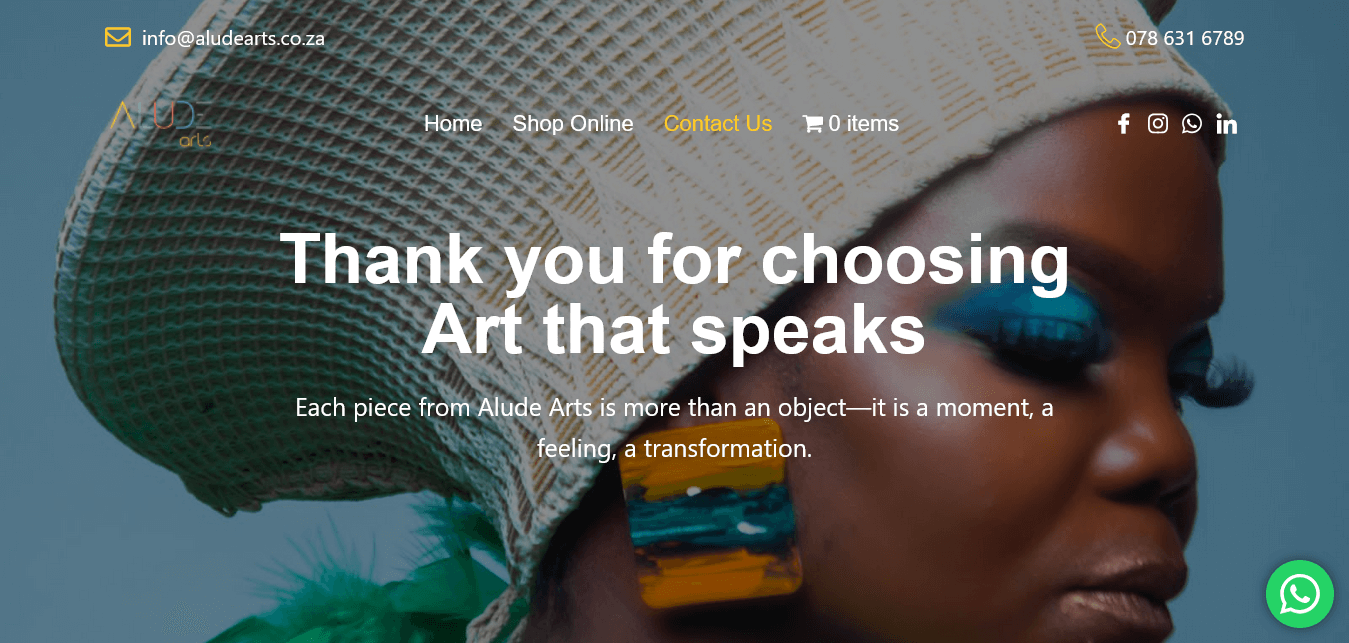 info@aludearts.co.za
078 631 6789
ALUDE
arts
Home Shop Online Contact Us 0 items
Thank you for choosing
Art that speaks
Each piece from Alude Arts is more than an object—it is a moment, a
feeling, a transformation.